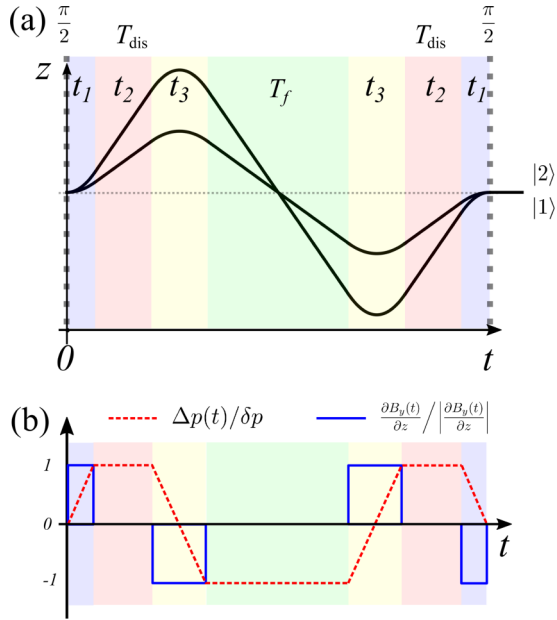 (a)
π/2 T_dis T_dis π/2
z t_1 t_2 t_3 T_f t_3 t_2 t_1
|2⟩
|1⟩
0 t
(b) Δp(t)/δp ∂B_y(t)/∂z / |∂B_y(t)/∂z|
1
0
t
-1